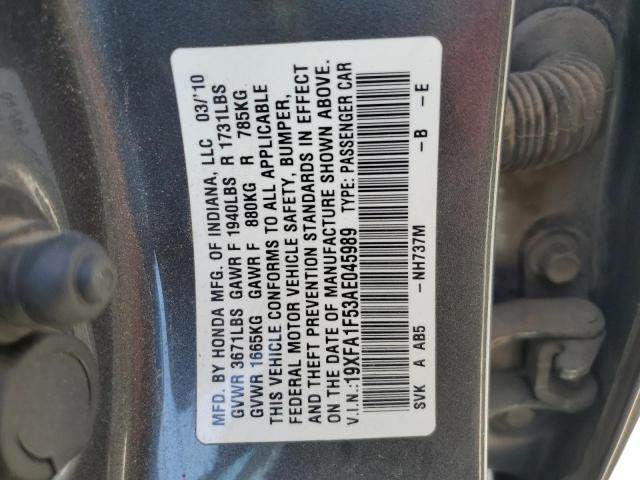 MFD. BY HONDA MFG. OF INDIANA, LLC 03/'10
GVWR 3671LBS GAWR F 1940LBS R 1731LBS
GVWR 1665KG GAWR F 880KG R 785KG
THIS VEHICLE CONFORMS TO ALL APPLICABLE
FEDERAL MOTOR VEHICLE SAFETY, BUMPER,
AND THEFT PREVENTION STANDARDS IN EFFECT
ON THE DATE OF MANUFACTURE SHOWN ABOVE.
V.I.N.:19XFA1F53AE045989 TYPE: PASSENGER CAR
SVK A AB5 -NH737M -B -E